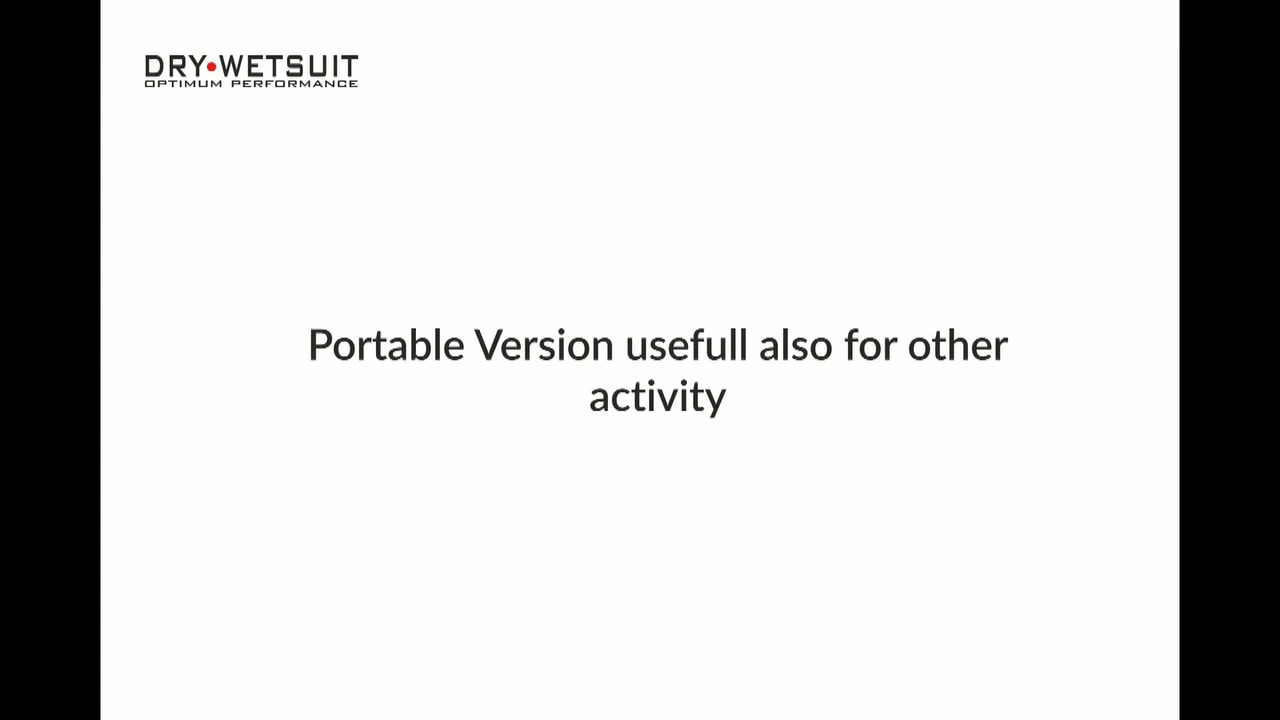 DRY•WETSUIT
OPTIMUM PERFORMANCE
Portable Version usefull also for other
activity